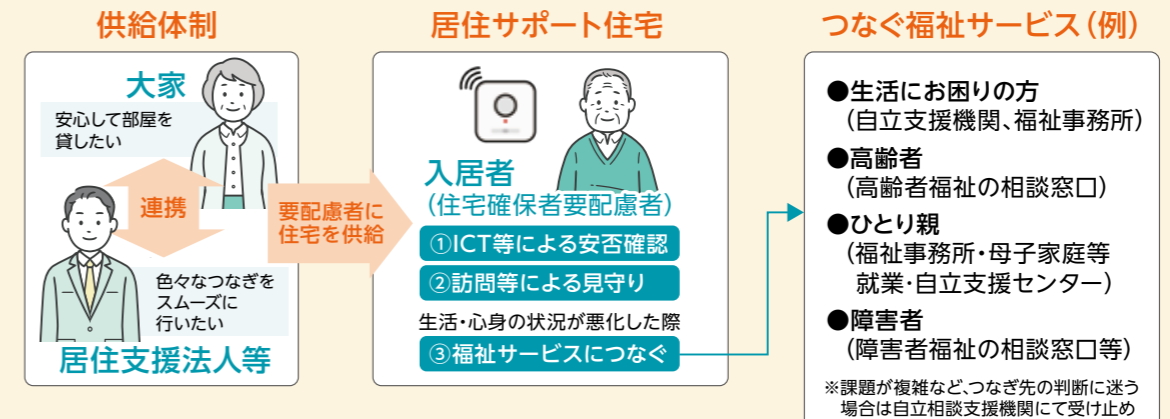 供給体制
大家
安心して部屋を
貸したい
連携
色々なつなぎを
スムーズに
行いたい
居住支援法人等
要配慮者に
住宅を供給
居住サポート住宅
入居者
（住宅確保者要配慮者）
①ICT等による安否確認
②訪問等による見守り
生活・心身の状況が悪化した際
③福祉サービスにつなぐ
つなぐ福祉サービス（例）
●生活にお困りの方
（自立支援機関、福祉事務所）
●高齢者
（高齢者福祉の相談窓口）
●ひとり親
（福祉事務所・母子家庭等
就業・自立支援センター）
●障害者
（障害者福祉の相談窓口等）
※課題が複雑など、つなぎ先の判断に迷う
場合は自立相談支援機関にて受け止め